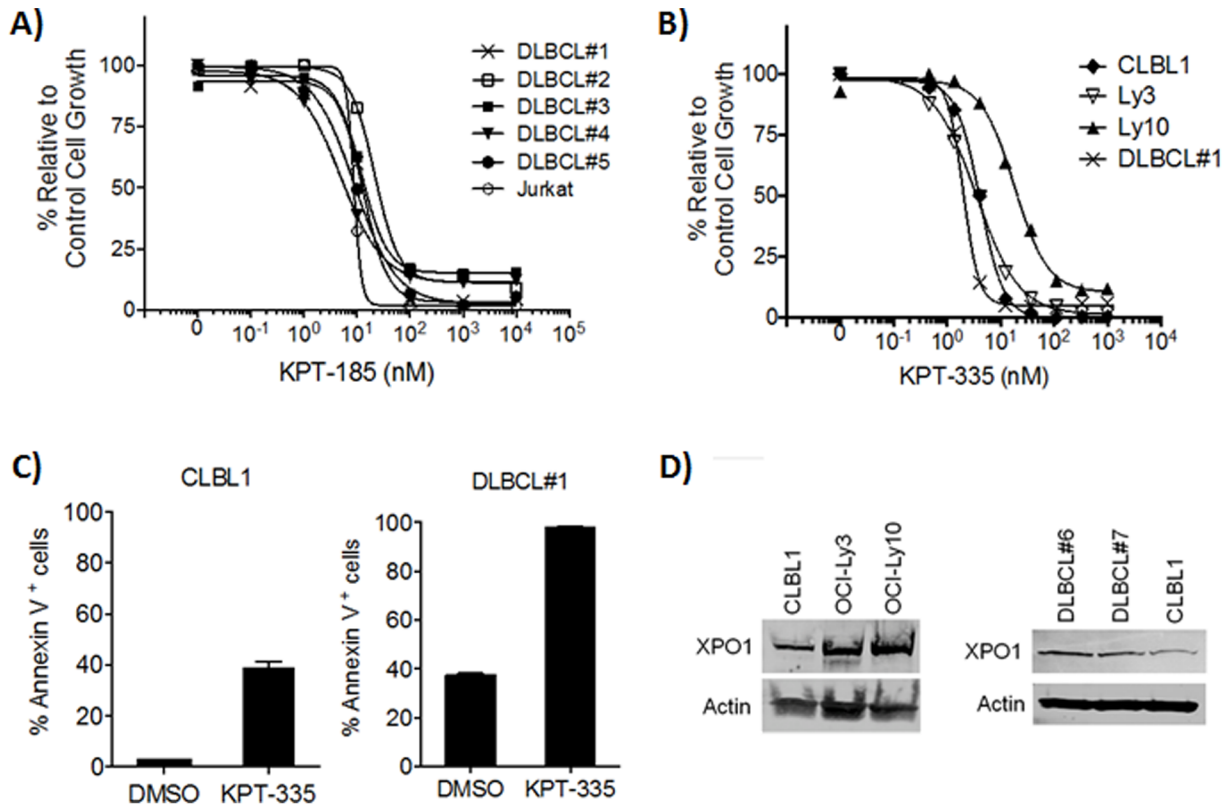 A)
% Relative to
Control Cell Growth
100
75
50
25
0
0 10-1 100 101 102 103 104 105
KPT-185 (nM)
DLBCL#1
DLBCL#2
DLBCL#3
DLBCL#4
DLBCL#5
Jurkat
B)
% Relative to
Control Cell Growth
100
75
50
25
0
0 10-1 100 101 102 103 104
KPT-335 (nM)
CLBL1
Ly3
Ly10
DLBCL#1
C)
CLBL1
% Annexin V + cells
100
80
60
40
20
0
DMSO KPT-335
DLBCL#1
% Annexin V + cells
100
80
60
40
20
0
DMSO KPT-335
D)
CLBL1 OCI-Ly3 OCI-Ly10
XPO1
Actin
DLBCL#6 DLBCL#7 CLBL1
XPO1
Actin